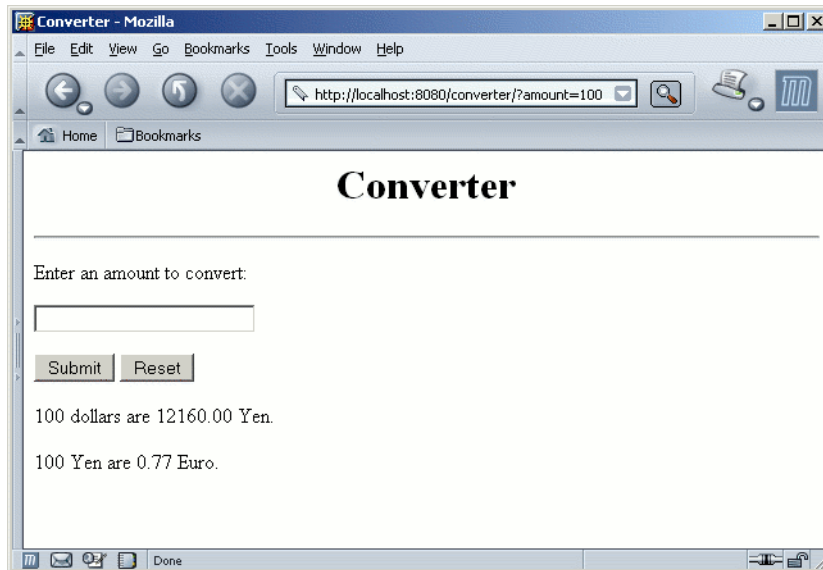 Converter - Mozilla
File Edit View Go Bookmarks Tools Window Help
http://localhost:8080/converter/?amount=100
Home Bookmarks
Converter
Enter an amount to convert:
Submit Reset
100 dollars are 12160.00 Yen.
100 Yen are 0.77 Euro.
Done